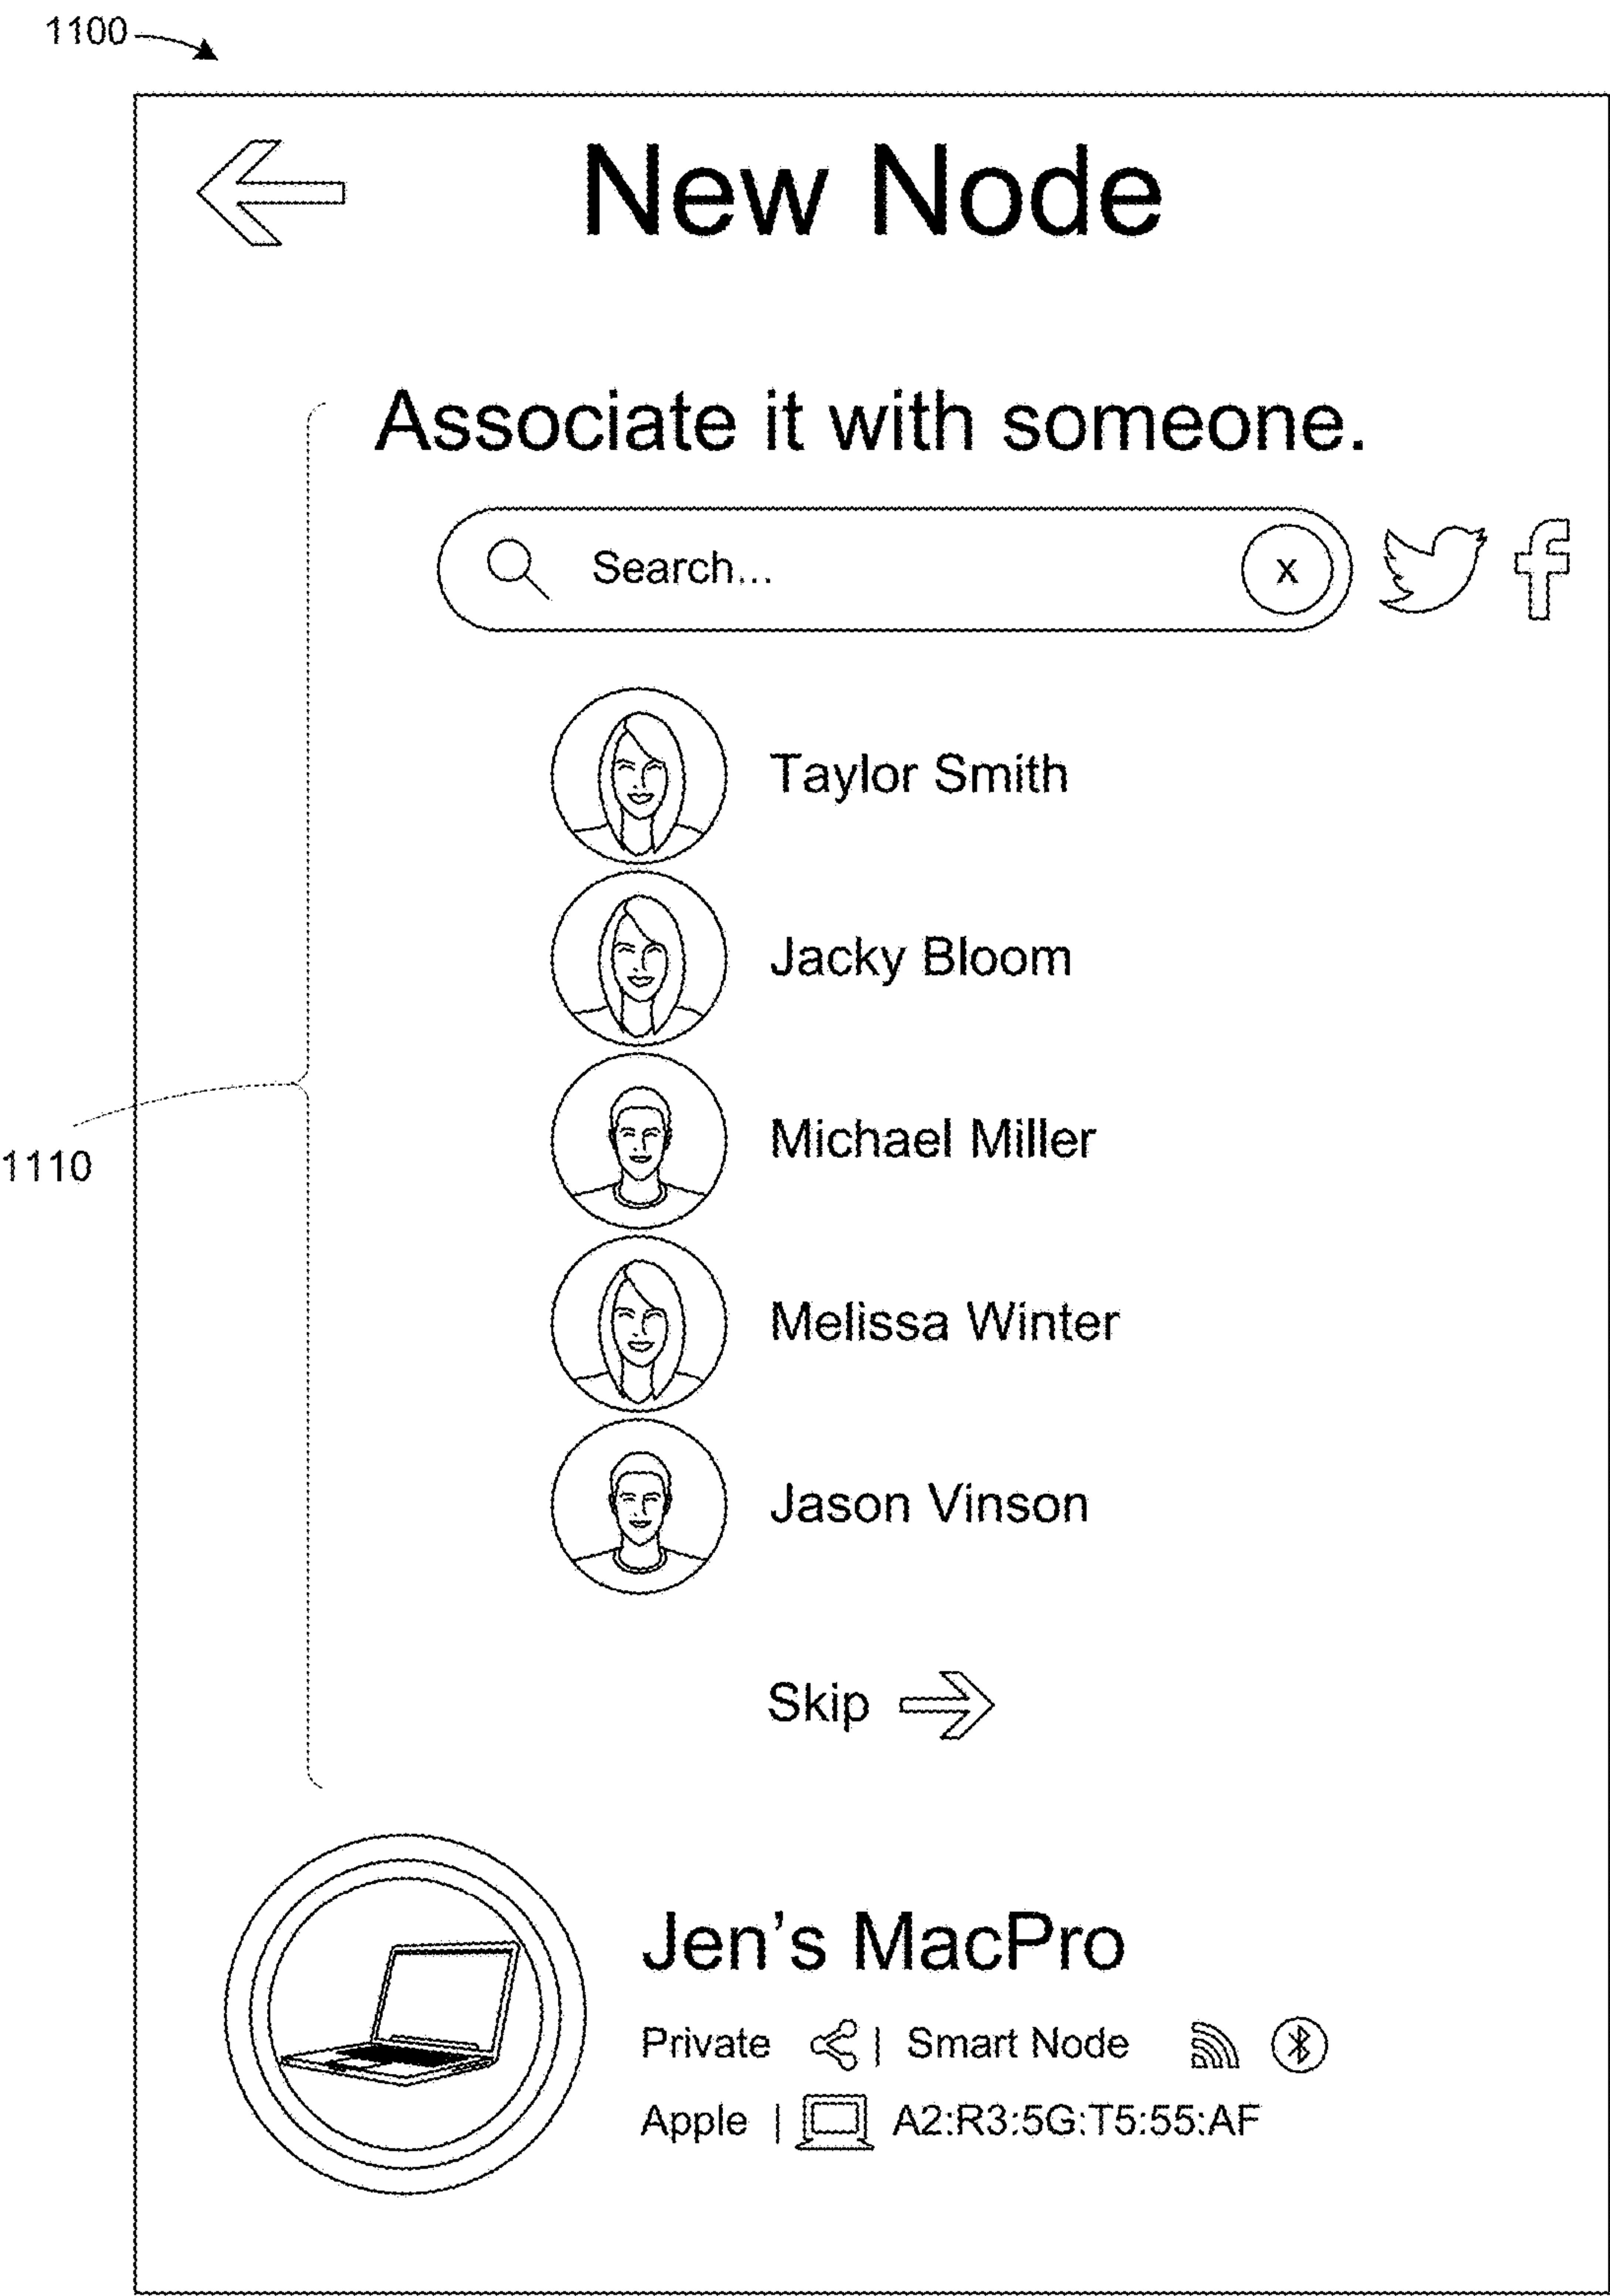 1100
New Node
Associate it with someone.
Search...
x
Taylor Smith
Jacky Bloom
Michael Miller
1110
Melissa Winter
Jason Vinson
Skip
Jen's MacPro
Private | Smart Node
Apple | A2:R3:5G:T5:55:AF